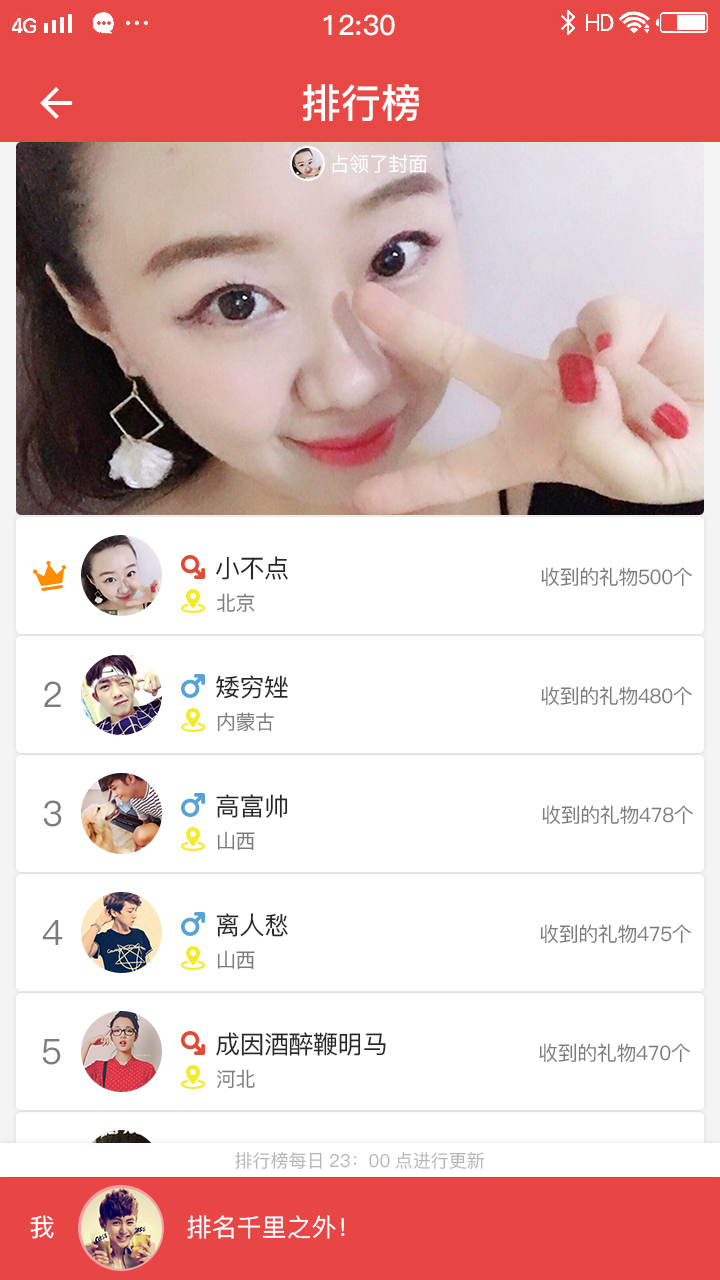 4G
12:30
HD
排行榜
占领了封面
小不点
北京
收到的礼物500个
2
矮穷矬
内蒙古
收到的礼物480个
3
高富帅
山西
收到的礼物478个
4
离人愁
山西
收到的礼物475个
5
成因酒醉鞭明马
河北
收到的礼物470个
排行榜每日 23：00 点进行更新
我
排名千里之外！